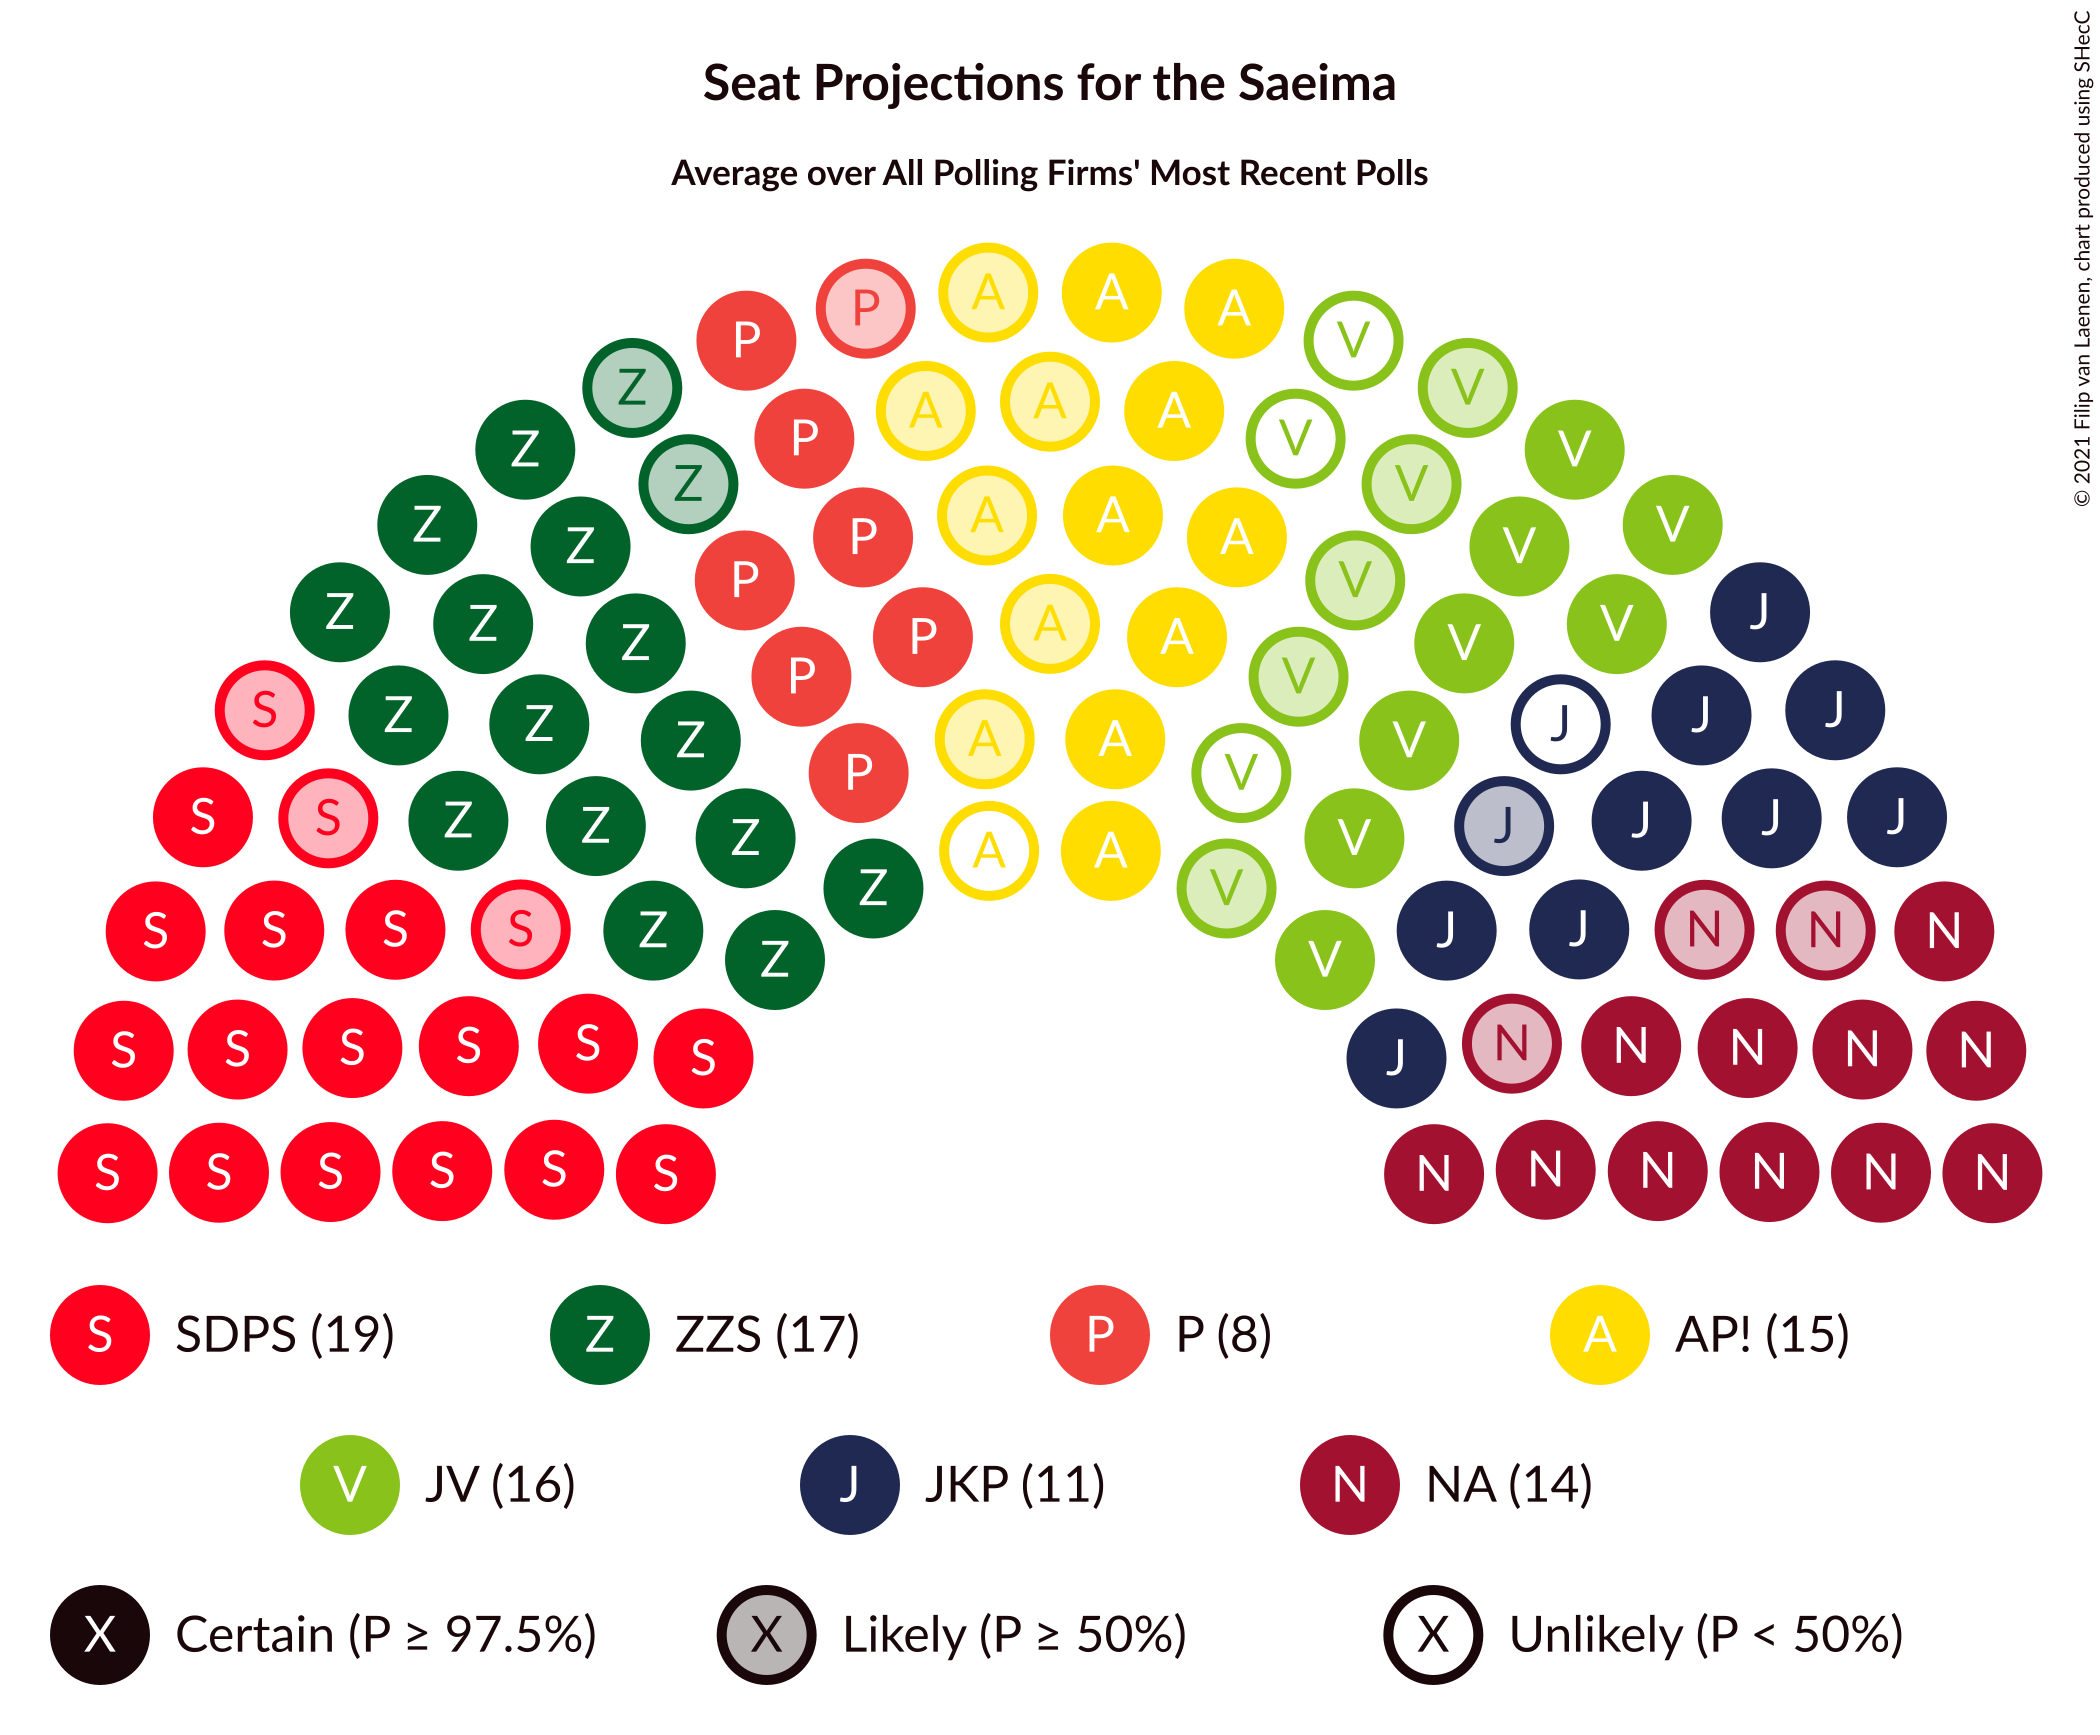 Seat Projections for the Saeima
Average over All Polling Firms' Most Recent Polls
© 2021 Filip van Laenen, chart produced using SHecC
A A
P A
P V
Z V
P A A
Z V
Z P A V V
Z A A V
Z P A V V
Z P A V V
Z Z P A A V V V
Z Z P V V J
S Z Z Z A A V J J J
S S Z Z Z P V V J J J J
Z A A V
S S S S Z Z V J J N N N
S S S S S S J N N N N N
S S S S S S N N N N N N
S SDPS (19) Z ZZS (17) P P (8) A AP! (15)
V JV (16) J JKP (11) N NA (14)
X Certain (P ≥ 97.5%) X Likely (P ≥ 50%) X Unlikely (P < 50%)